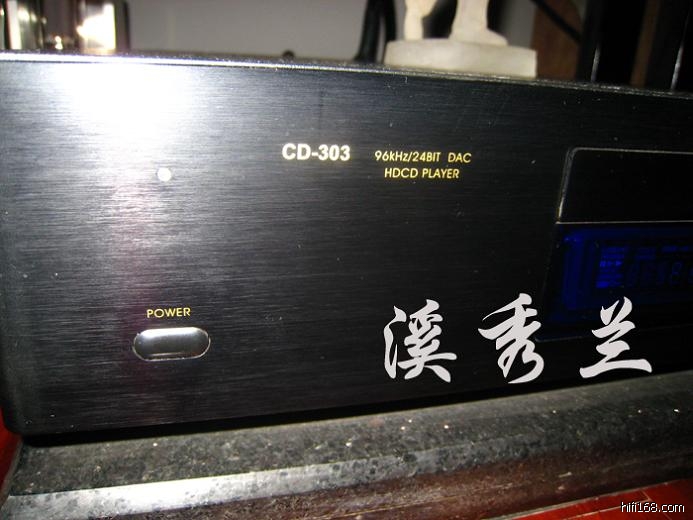 CD-303
96kHz/24BIT DAC
HDCD PLAYER
POWER
溪秀兰
hifi168.com